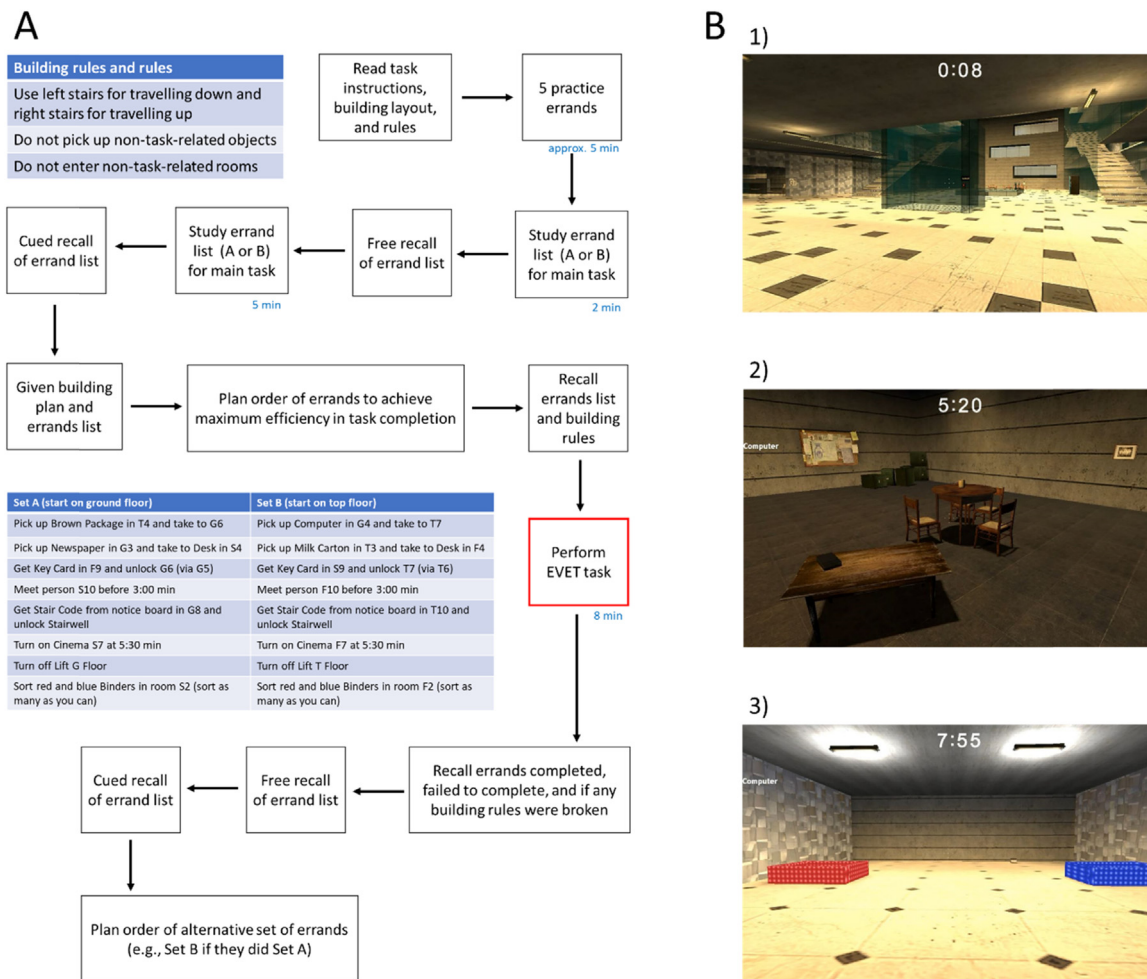 A
Building rules and rules
Use left stairs for travelling down and
right stairs for travelling up
Do not pick up non-task-related objects
Do not enter non-task-related rooms
Read task
instructions,
building layout,
and rules
5 practice
errands
approx. 5 min
Cued recall
of errand list
Study errand
list (A or B)
for main task
5 min
Free recall
of errand list
Study errand
list (A or B)
for main task
2 min
Given building
plan and
errands list
Plan order of errands to achieve
maximum efficiency in task completion
Recall
errands list
and building
rules
Set A (start on ground floor) Set B (start on top floor)
Pick up Brown Package in T4 and take to G6 Pick up Computer in G4 and take to T7
Pick up Newspaper in G3 and take to Desk in S4 Pick up Milk Carton in T3 and take to Desk in F4
Get Key Card in F9 and unlock G6 (via G5) Get Key Card in S9 and unlock T7 (via T6)
Meet person S10 before 3:00 min Meet person F10 before 3:00 min
Get Stair Code from notice board in G8 and Get Stair Code from notice board in T10 and
unlock Stairwell unlock Stairwell
Turn on Cinema S7 at 5:30 min Turn on Cinema F7 at 5:30 min
Turn off Lift G Floor Turn off Lift T Floor
Sort red and blue Binders in room S2 (sort as Sort red and blue Binders in room F2 (sort as
many as you can) many as you can)
Perform
EVET task
8 min
Cued recall
of errand list
Free recall
of errand list
Recall errands completed,
failed to complete, and if any
building rules were broken
Plan order of alternative set of errands
(e.g., Set B if they did Set A)
B
1)
0:08
2)
5:20
Computer
3)
7:55
Computer